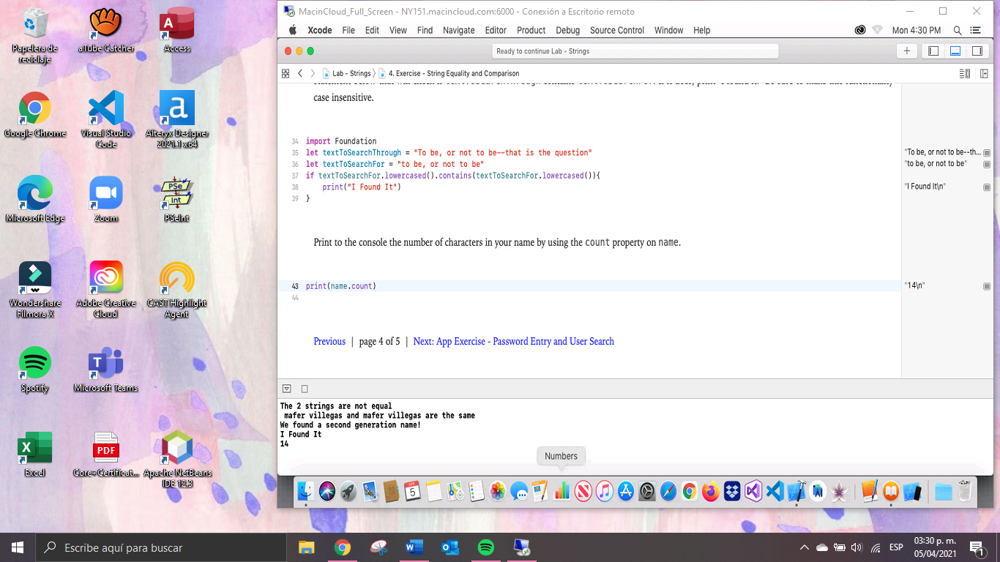 MacinCloud_Full_Screen - NY151.macincloud.com:6000 - Conexión a Escritorio remoto
Xcode File Edit View Find Navigate Editor Product Debug Source Control Window Help
Mon 4:30 PM
Ready to continue Lab - Strings
Lab - Strings
4. Exercise - String Equality and Comparison
case insensitive.
34 import Foundation
35 let textToSearchThrough = "To be, or not to be--that is the question"
"To be, or not to be--th...
36 let textToSearchFor = "to be, or not to be"
"to be, or not to be"
37 if textToSearchFor.lowercased().contains(textToSearchFor.lowercased()){
38 print("I Found It")
"I Found It\n"
39 }
Print to the console the number of characters in your name by using the count property on name.
43 print(name.count)
"14\n"
44
Previous | page 4 of 5 | Next: App Exercise - Password Entry and User Search
The 2 strings are not equal
mafer villegas and mafer villegas are the same
We found a second generation name!
I Found It
14
Numbers
APR
5
Papelera de
reciclaje
aTube Catcher
Access
Google Chrome
Visual Studio
Code
Alteryx Designer
2021.1 x64
Microsoft Edge
Zoom
PSe
Int
PSeInt
Wondershare
Filmora X
Adobe Creative
Cloud
CAST Highlight
Agent
Spotify
Microsoft Teams
Excel
PDF
Core+Certificat...
Apache NetBeans
IDE 12.3
Escribe aquí para buscar
ESP
03:30 p. m.
05/04/2021
1